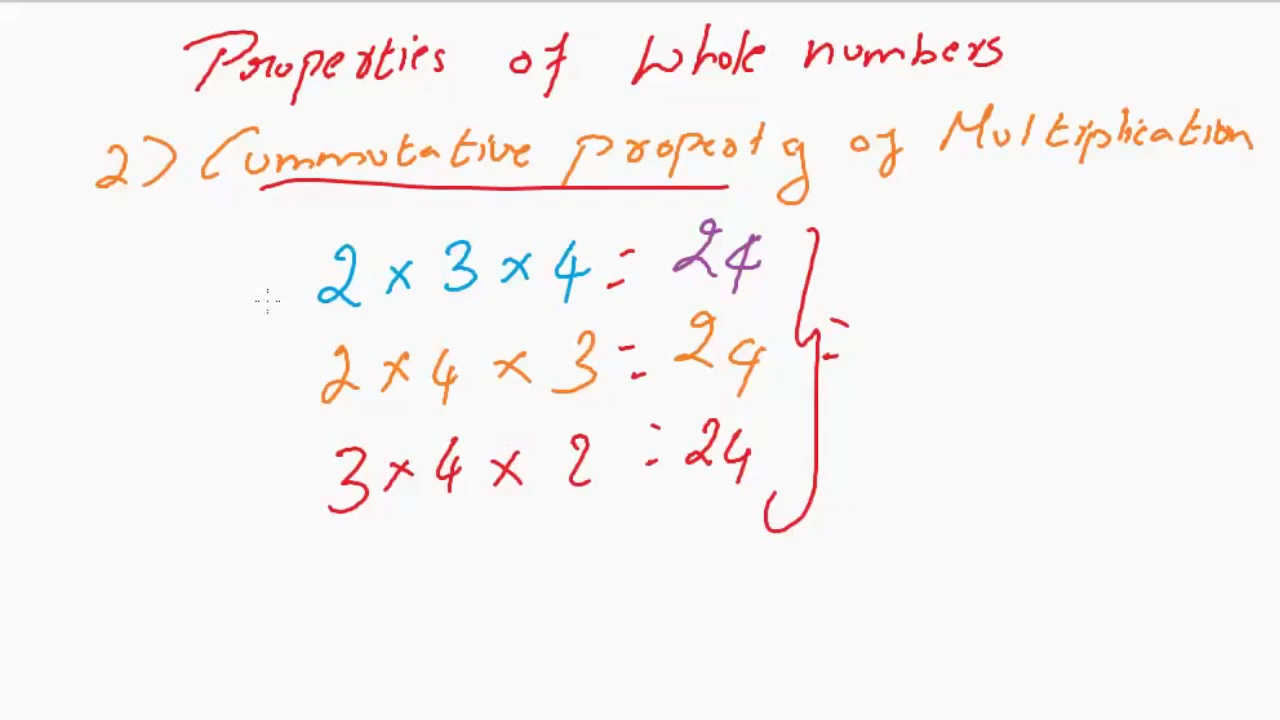 Properties of whole numbers
2) Cummutative property of Multiplication
2 × 3 × 4 = 24
2 × 4 × 3 = 24
3 × 4 × 2 = 24
=